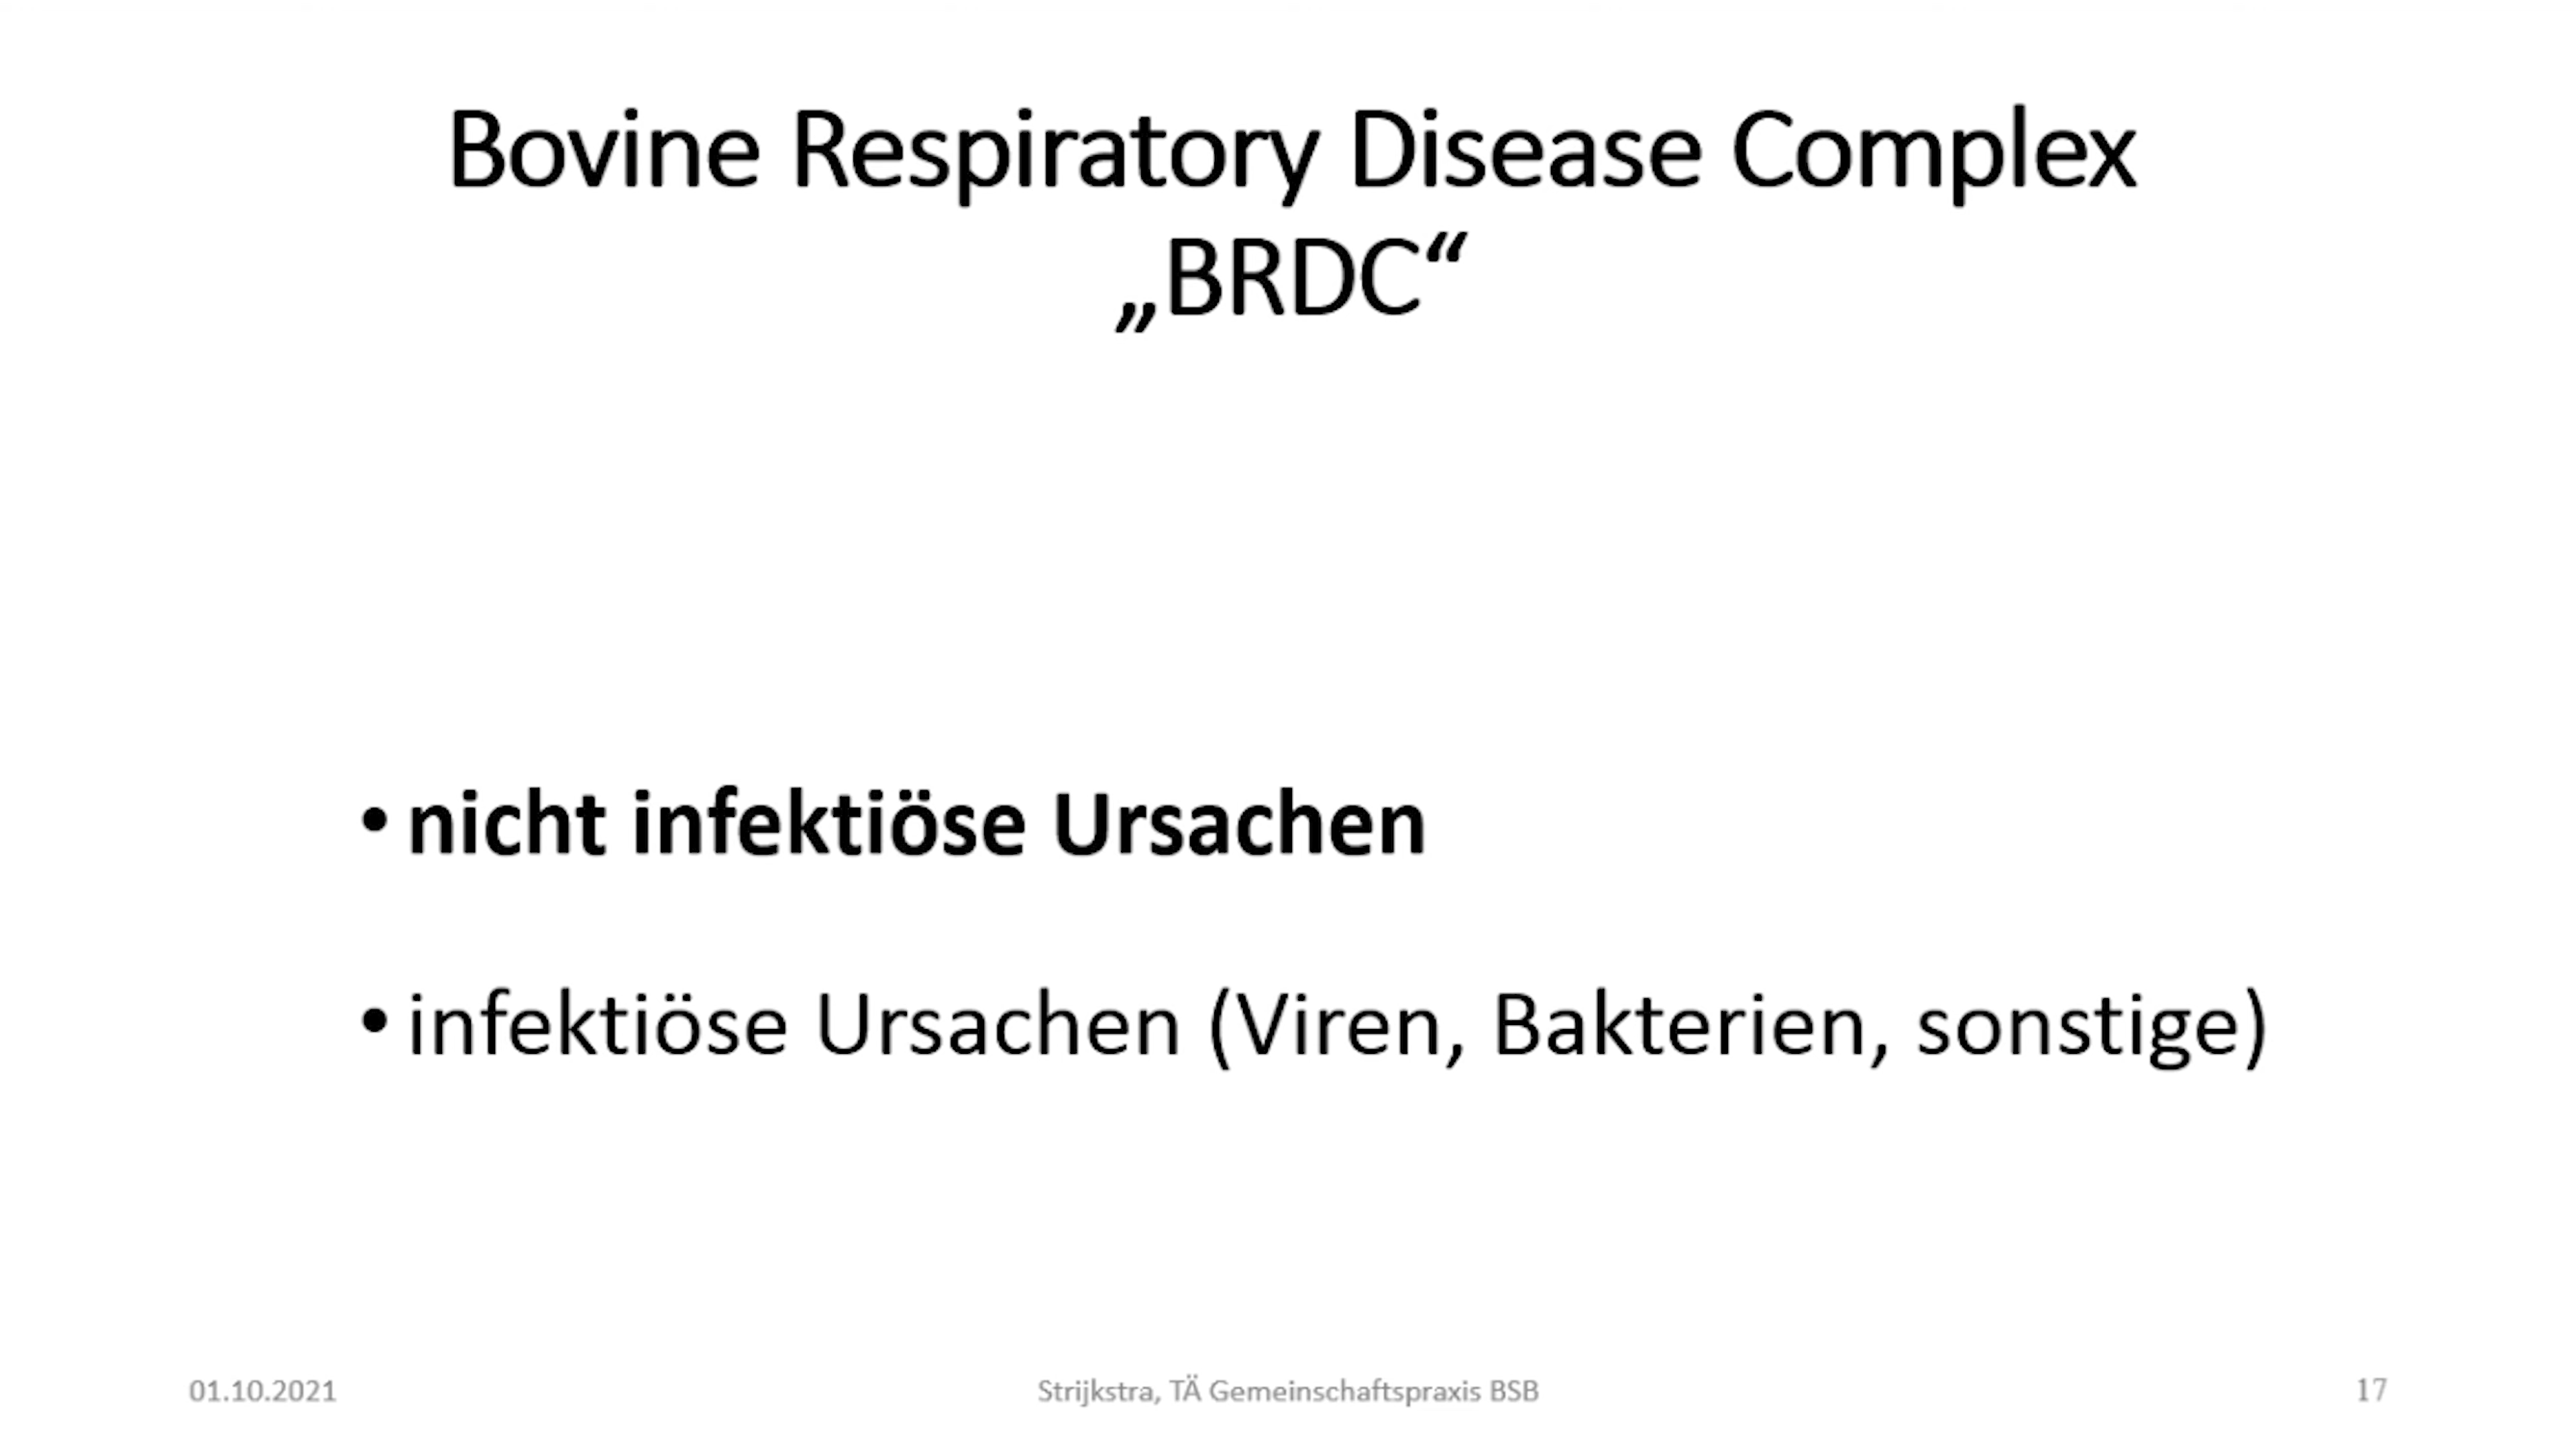 Bovine Respiratory Disease Complex
„BRDC“
• nicht infektiöse Ursachen
• infektiöse Ursachen (Viren, Bakterien, sonstige)
01.10.2021
Strijkstra, TÄ Gemeinschaftspraxis BSB
17